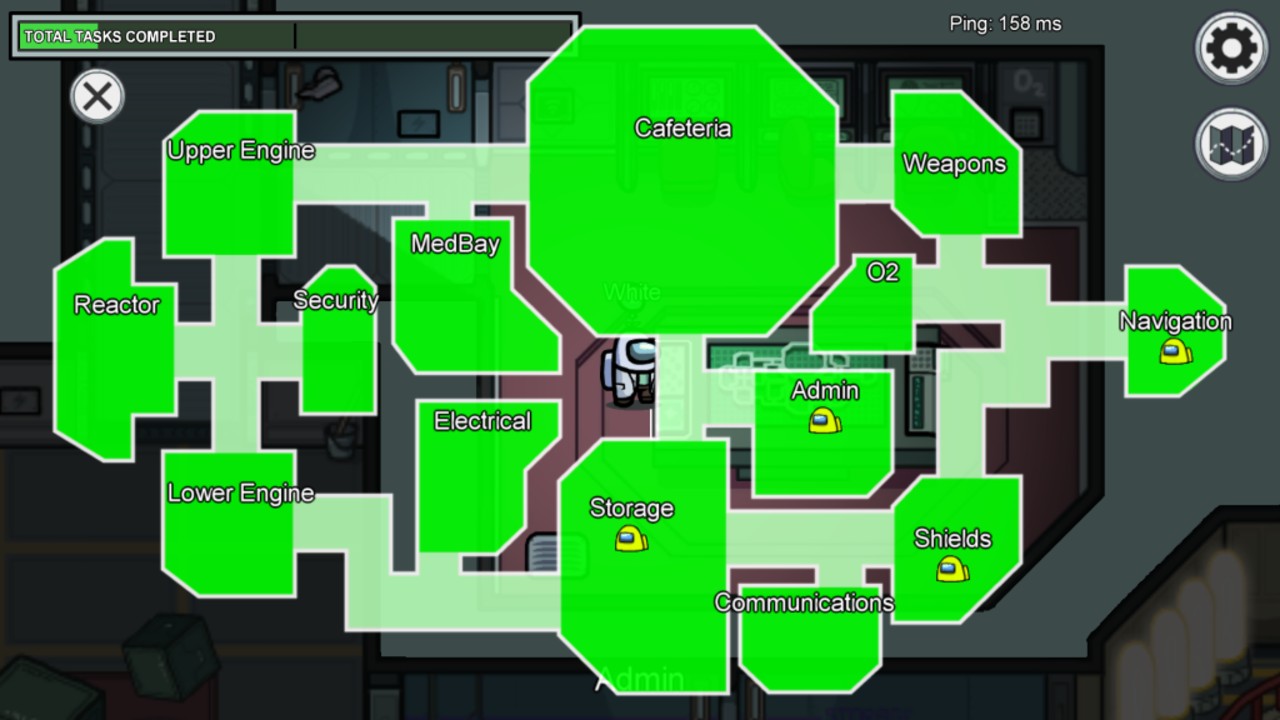 TOTAL TASKS COMPLETED
Ping: 158 ms
O2
Cafeteria
Upper Engine
Weapons
MedBay
O2
Security
Reactor
White
Navigation
Admin
Electrical
Lower Engine
Storage
Shields
Communications
Admin